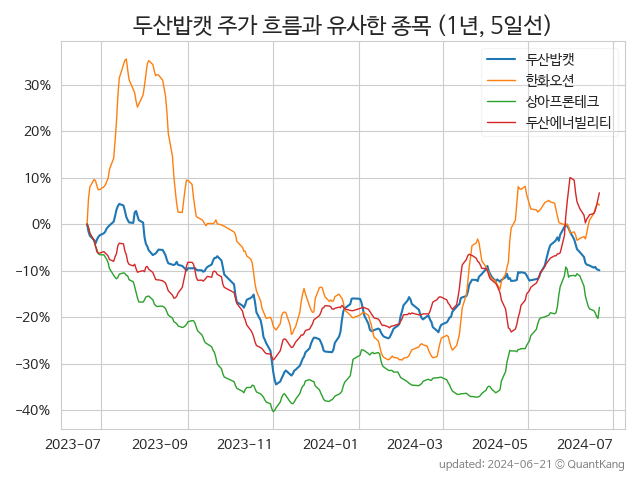 두산밥캣 주가 흐름과 유사한 종목 (1년, 5일선)
두산밥캣
한화오션
상아프론테크
두산에너빌리티
30%
20%
10%
0%
−10%
−20%
−30%
−40%
2023-07 2023-09 2023-11 2024-01 2024-03 2024-05 2024-07
updated: 2024-06-21 © QuantKang